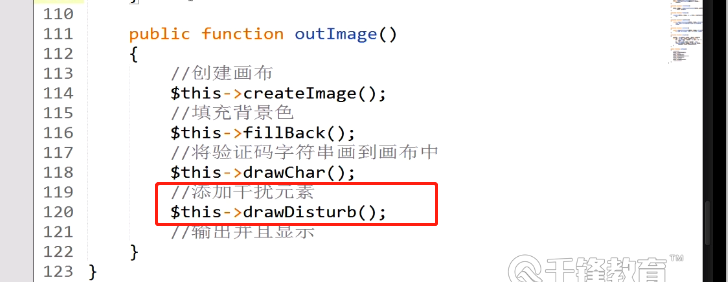 110
111 public function outImage()
112 {
113 //创建画布
114 $this->createImage();
115 //填充背景色
116 $this->fillBack();
117 //将验证码字符串画到画布中
118 $this->drawChar();
119 //添加干扰元素
120 $this->drawDisturb();
121 //输出并且显示
122 }
123 }
千锋教育™